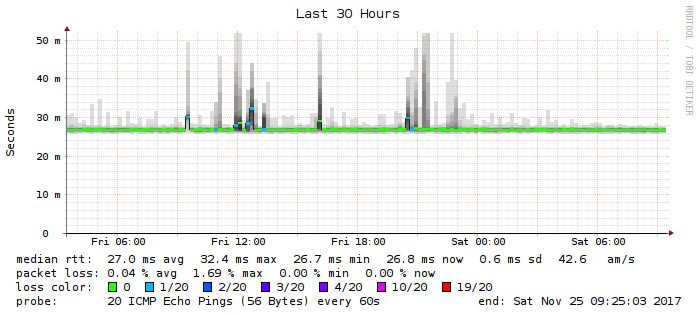 Last 30 Hours
RRDTOOL / TOBI OETIKER
Seconds
50 m
40 m
30 m
20 m
10 m
0
Fri 06:00 Fri 12:00 Fri 18:00 Sat 00:00 Sat 06:00
median rtt: 27.0 ms avg 32.4 ms max 26.7 ms min 26.8 ms now 0.6 ms sd 42.6 am/s
packet loss: 0.04 % avg 1.69 % max 0.00 % min 0.00 % now
loss color: 0 1/20 2/20 3/20 4/20 10/20 19/20
probe: 20 ICMP Echo Pings (56 Bytes) every 60s end: Sat Nov 25 09:25:03 2017